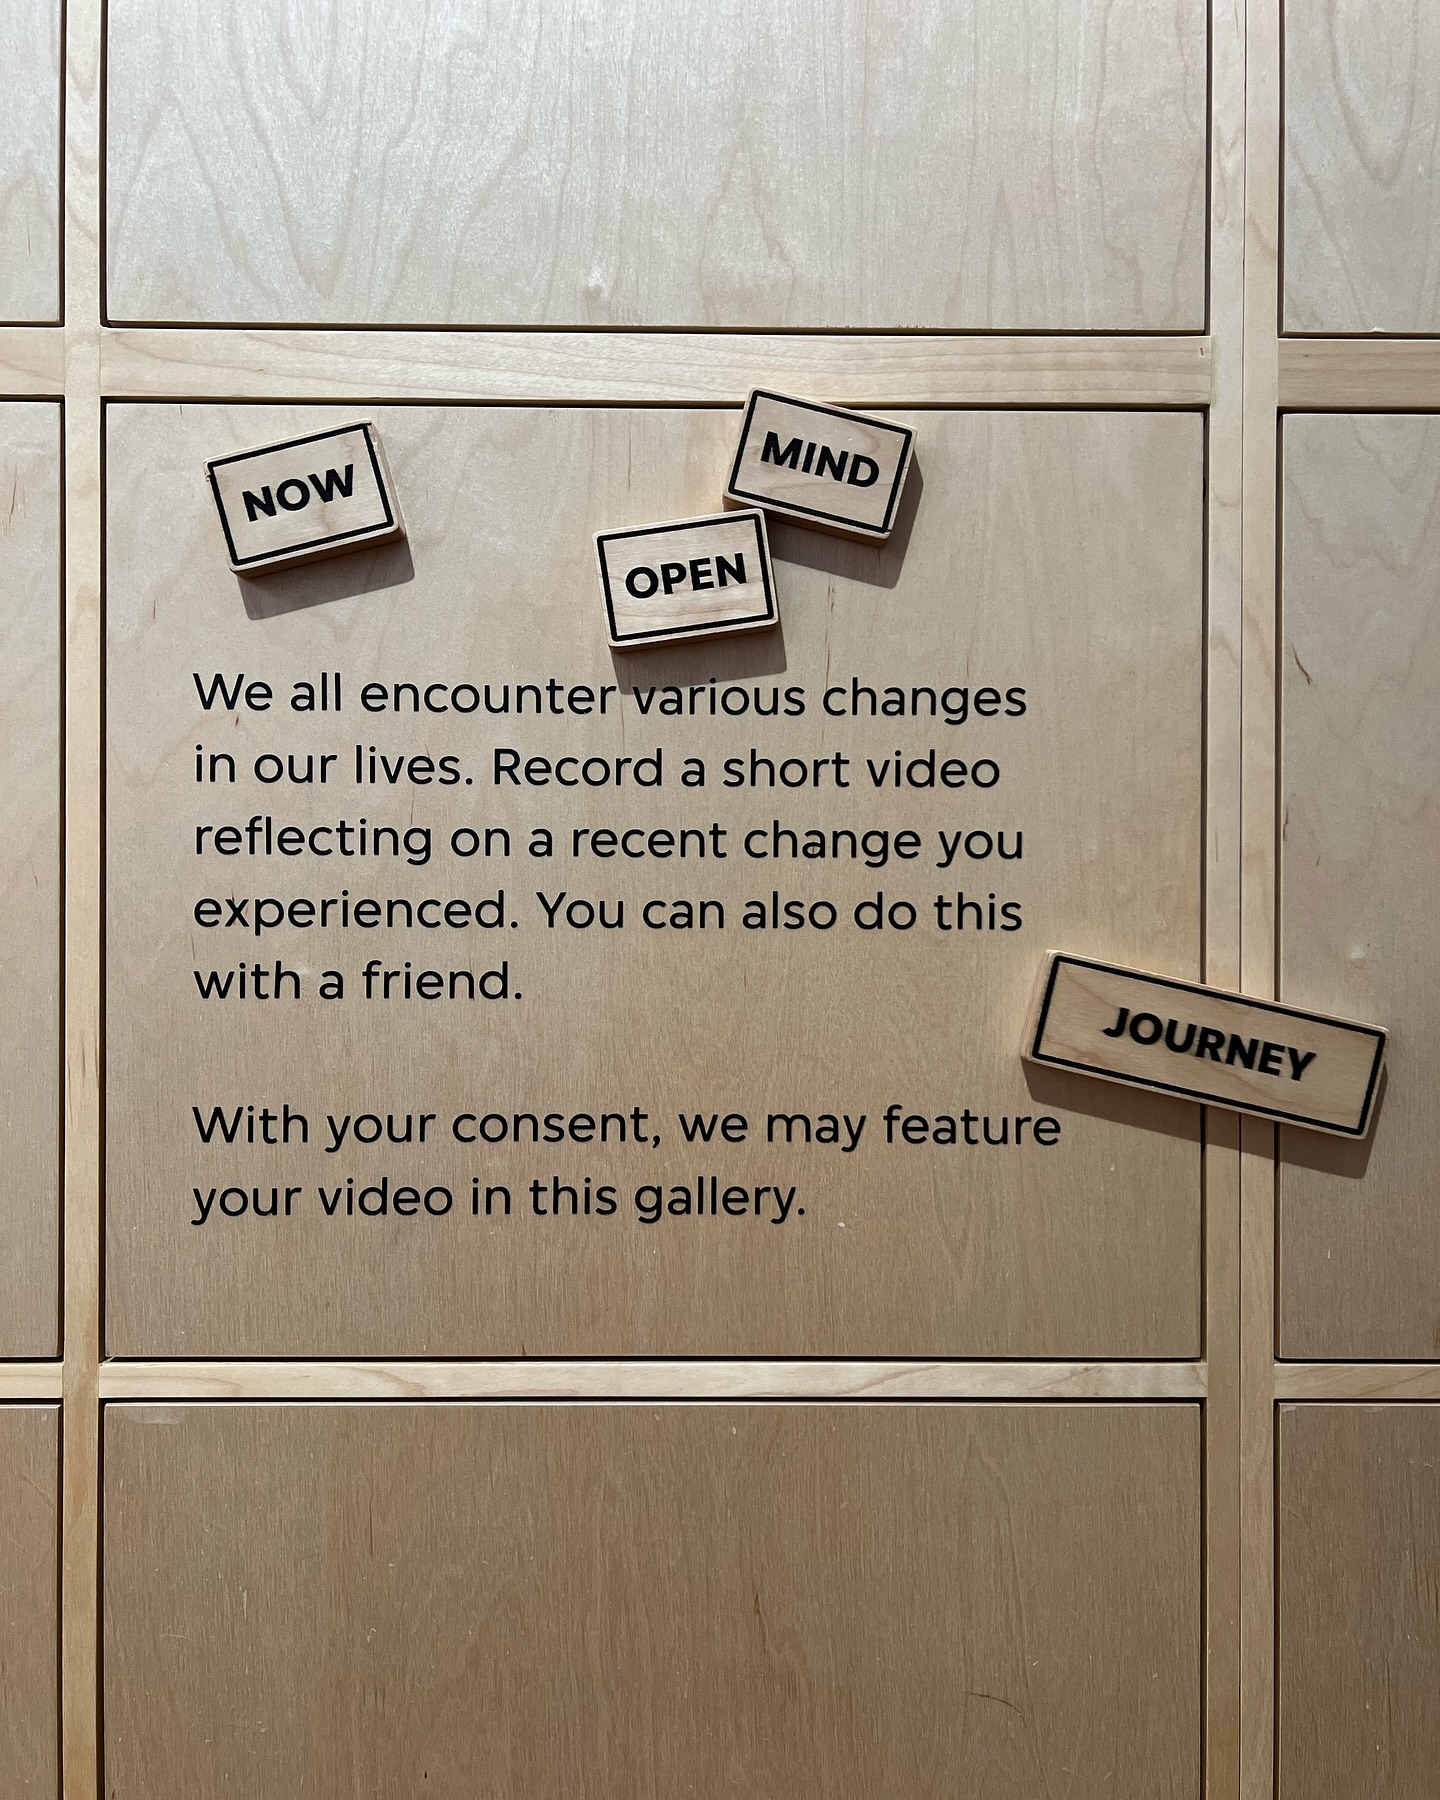 NOW
MIND
OPEN
We all encounter various changes
in our lives. Record a short video
reflecting on a recent change you
experienced. You can also do this
with a friend.
JOURNEY
With your consent, we may feature
your video in this gallery.